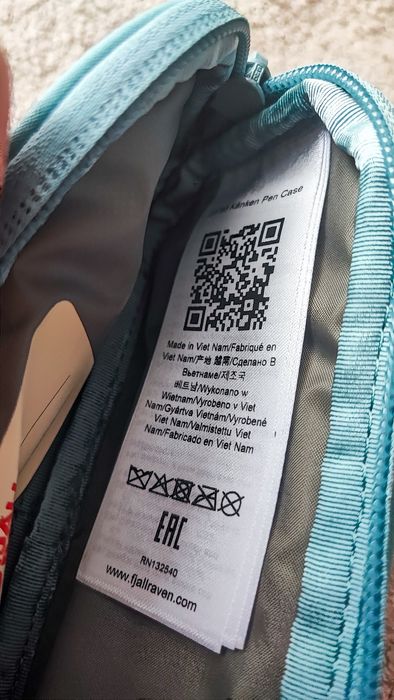 Kånken Pen Case
Made in Viet Nam/Fabriqué en
Viet Nam/产地 越南/Сделано В
Вьетнаме/제조국
베트남/Wykonano w
Wietnam/Vyrobeno v Viet
Nam/Gyártva Vietnám/Vyrobené
Viet Nam/Valmistettu Viet
Nam/Fabricado en Viet Nam
EAC
RN132540
www.fjallraven.com